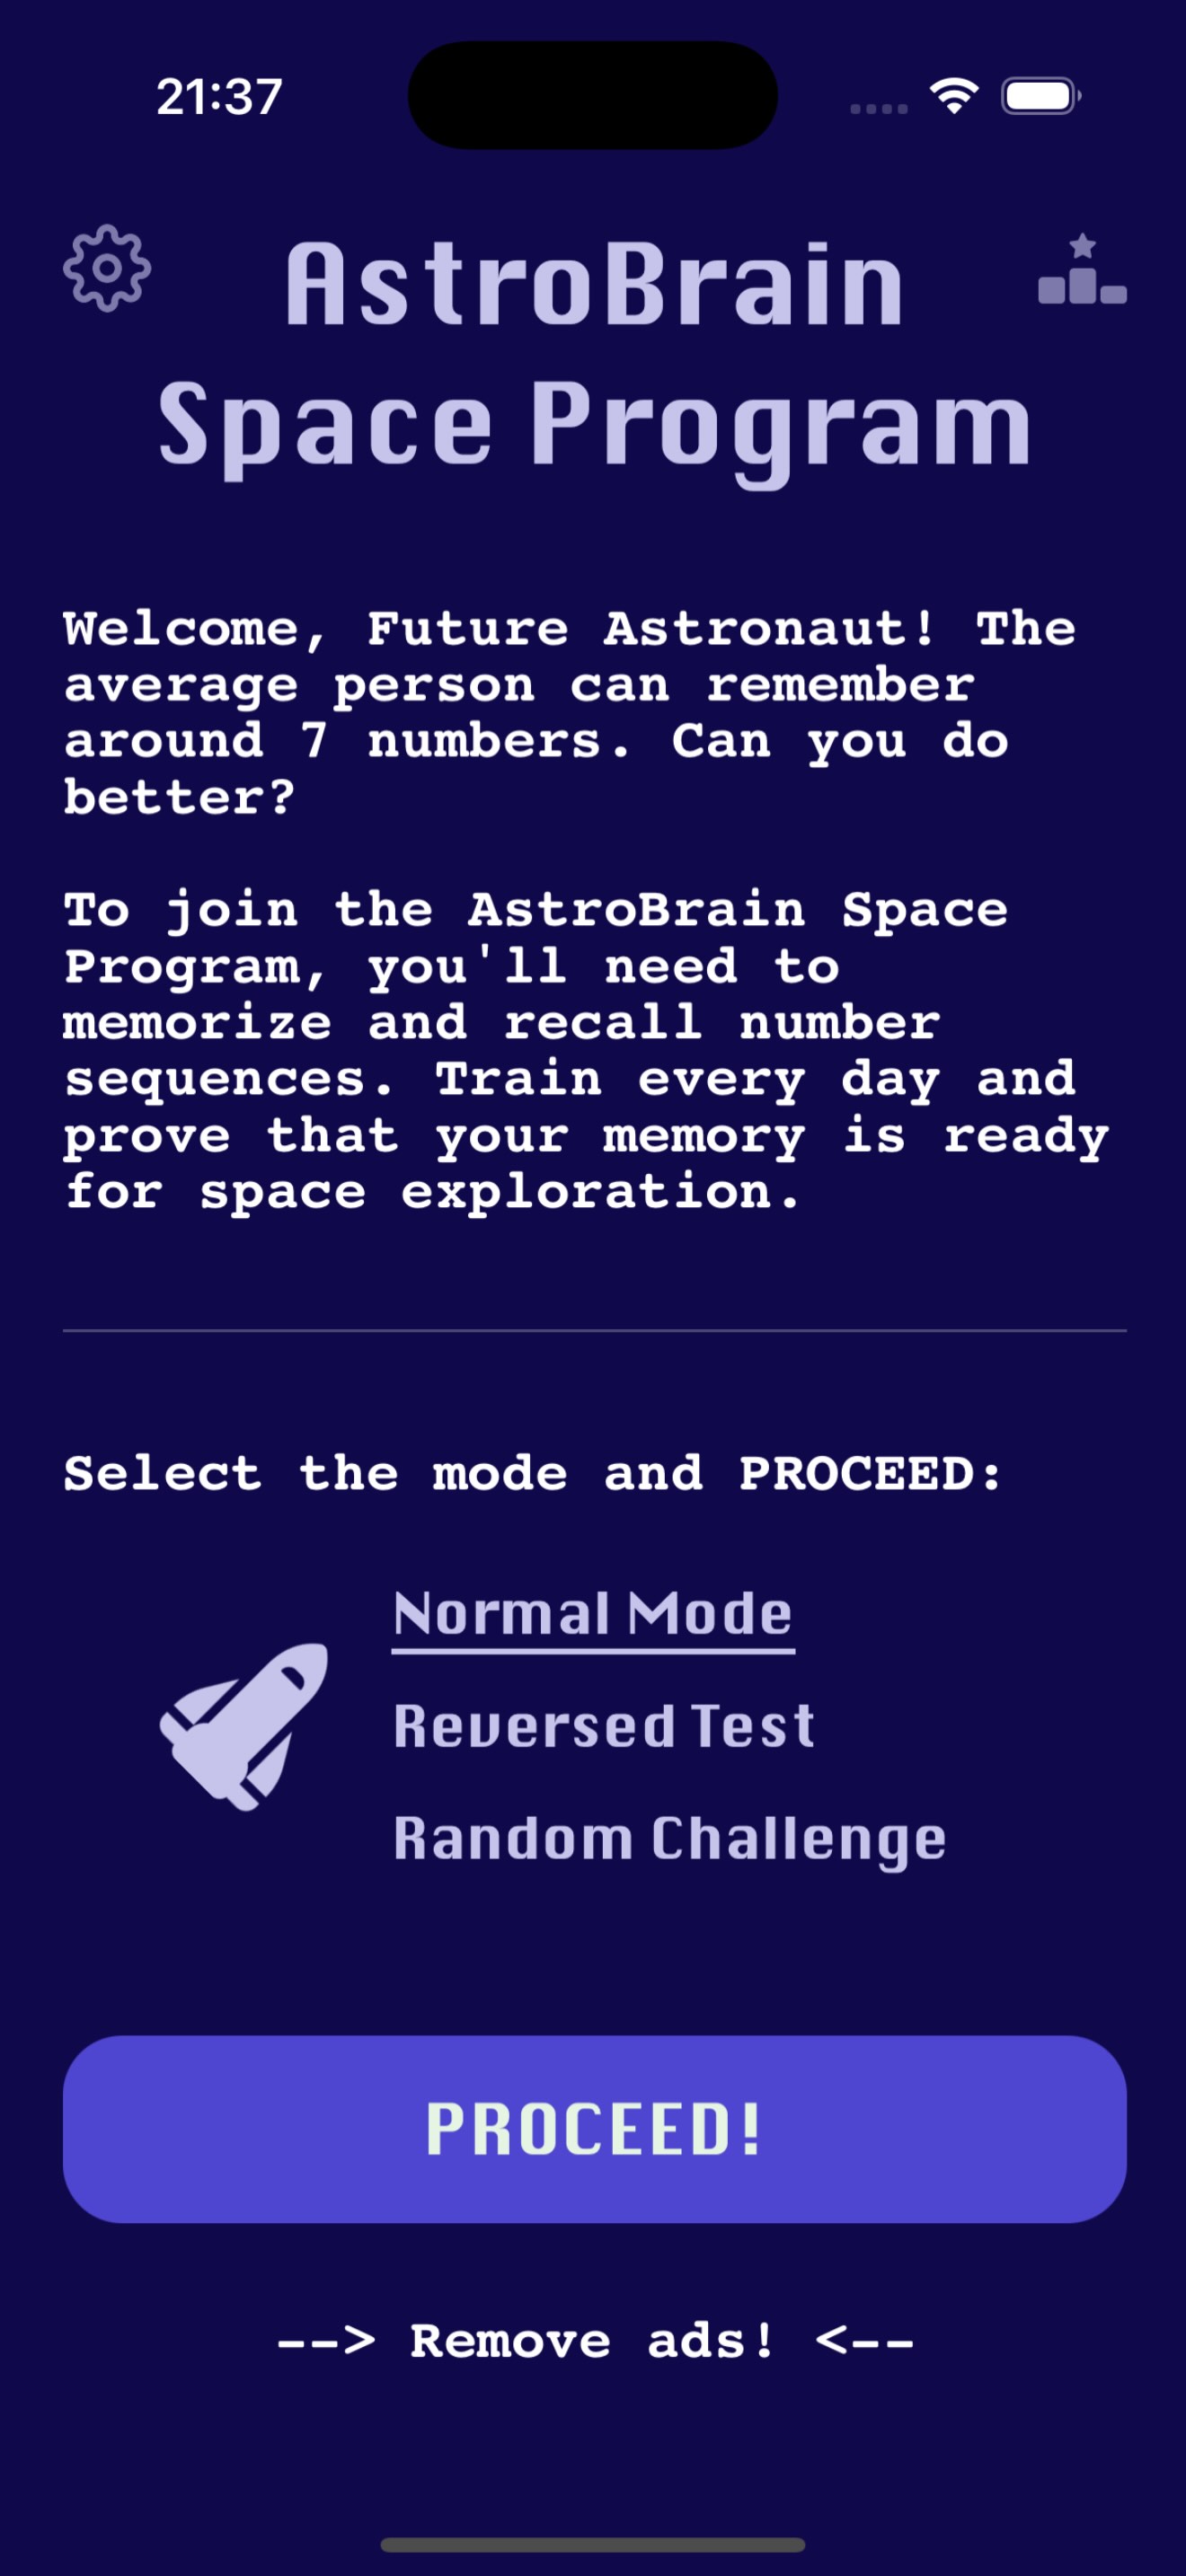 21:37
AstroBrain
Space Program
Welcome, Future Astronaut! The
average person can remember
around 7 numbers. Can you do
better?
To join the AstroBrain Space
Program, you'll need to
memorize and recall number
sequences. Train every day and
prove that your memory is ready
for space exploration.
Select the mode and PROCEED:
Normal Mode
Reversed Test
Random Challenge
PROCEED!
--> Remove ads! <--